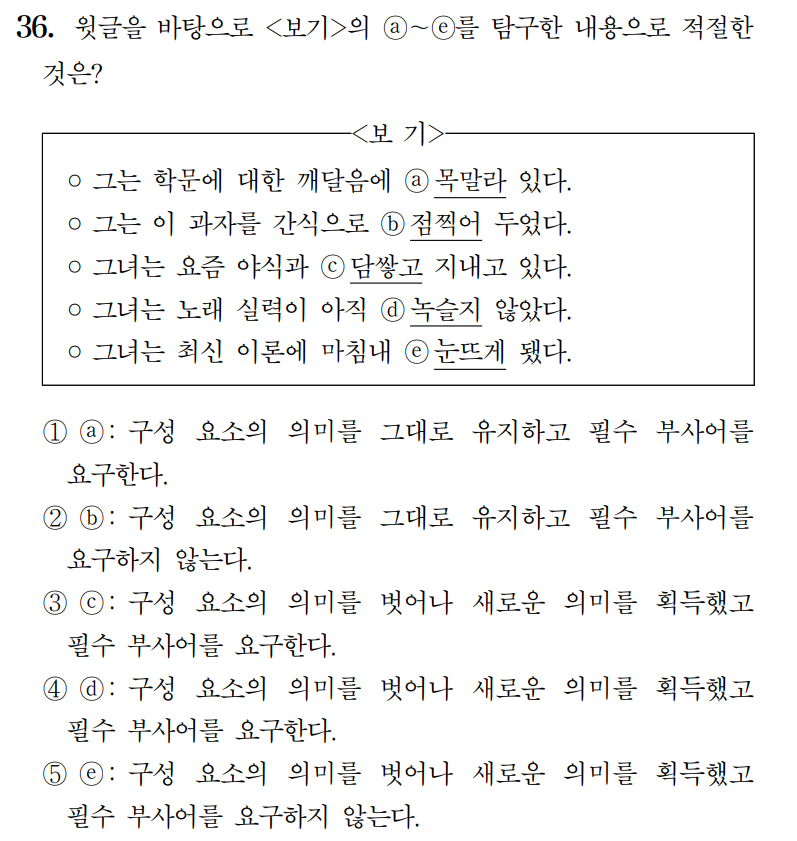 36. 윗글을 바탕으로 <보기>의 ⓐ~ⓔ를 탐구한 내용으로 적절한
것은?
<보 기>
○ 그는 학문에 대한 깨달음에 ⓐ목말라 있다.
○ 그는 이 과자를 간식으로 ⓑ점찍어 두었다.
○ 그녀는 요즘 야식과 ⓒ담쌓고 지내고 있다.
○ 그녀는 노래 실력이 아직 ⓓ녹슬지 않았다.
○ 그녀는 최신 이론에 마침내 ⓔ눈뜨게 됐다.
① ⓐ: 구성 요소의 의미를 그대로 유지하고 필수 부사어를
요구한다.
② ⓑ: 구성 요소의 의미를 그대로 유지하고 필수 부사어를
요구하지 않는다.
③ ⓒ: 구성 요소의 의미를 벗어나 새로운 의미를 획득했고
필수 부사어를 요구한다.
④ ⓓ: 구성 요소의 의미를 벗어나 새로운 의미를 획득했고
필수 부사어를 요구한다.
⑤ ⓔ: 구성 요소의 의미를 벗어나 새로운 의미를 획득했고
필수 부사어를 요구하지 않는다.